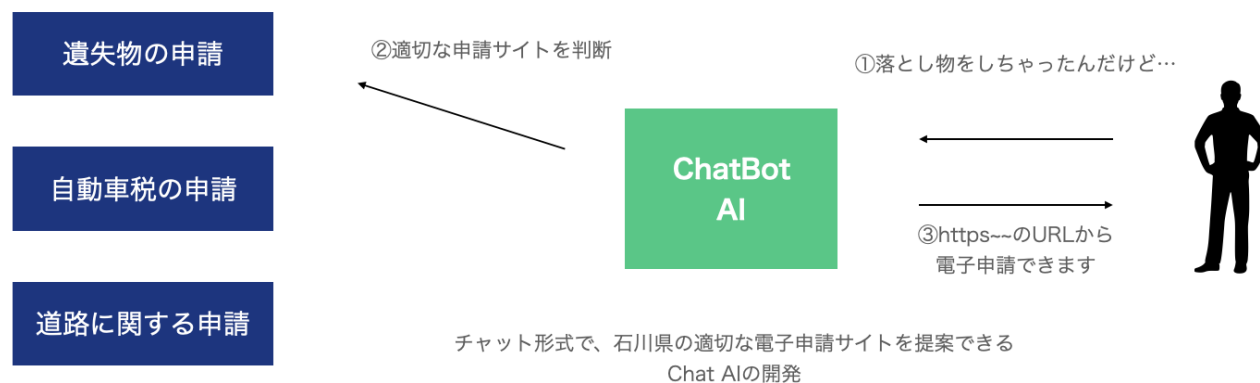 遺失物の申請
自動車税の申請
道路に関する申請
②適切な申請サイトを判断
ChatBot
AI
①落とし物をしちゃったんだけど…
③https~~のURLから
電子申請できます
チャット形式で、石川県の適切な電子申請サイトを提案できる
Chat AIの開発